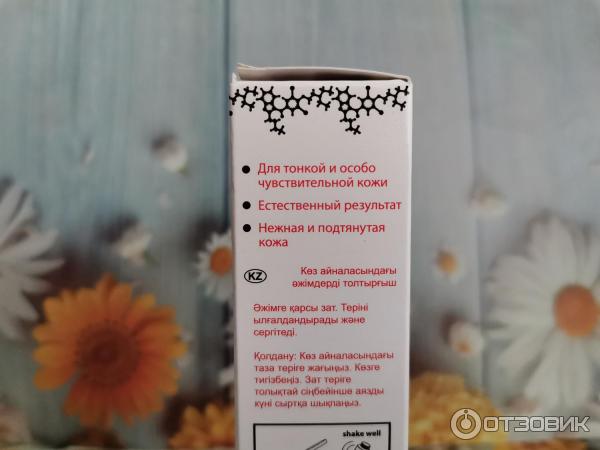 • Для тонкой и особо
чувствительной кожи
• Естественный результат
• Нежная и подтянутая
кожа
KZ
Көз айналасындағы
әжімдерді толтырғыш
Әжімге қарсы зат. Теріні
ылғалдандырады және
сергітеді.
Қолдану: Көз айналасындағы
таза теріге жағыңыз. Көзге
тигізбеңіз. Зат теріге
толықтай сіңбейінше аязды
күні сыртқа шықпаңыз.
shake well
ОТЗОВИК